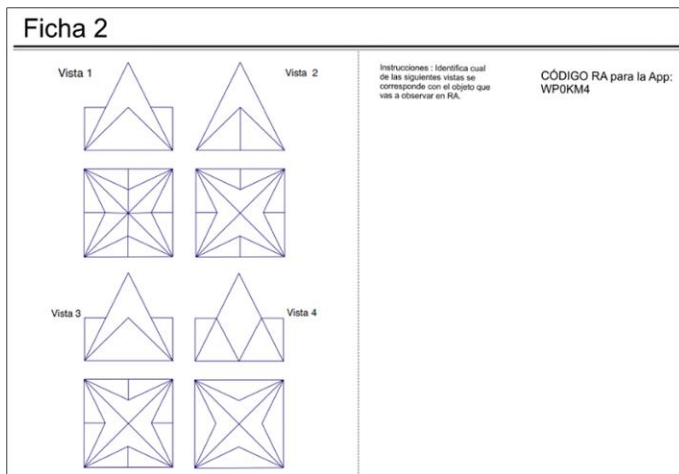 Ficha 2
Vista 1
Vista 2
Instrucciones : Identifica cual
de las siguientes vistas se
corresponde con el objeto que
vas a observar en RA.
CÓDIGO RA para la App:
WP0KM4
Vista 3
Vista 4